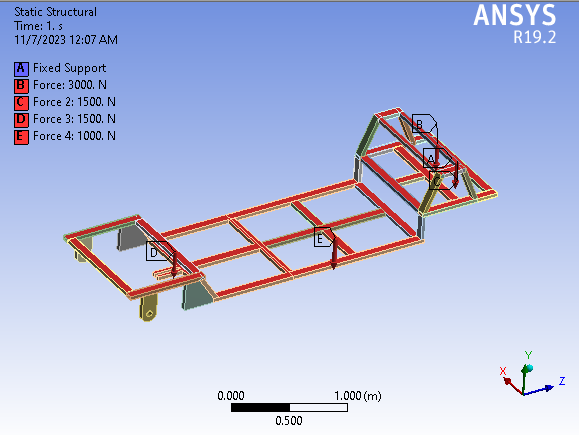 Static Structural
Time: 1. s
11/7/2023 12:07 AM
A Fixed Support
B Force: 3000. N
C Force 2: 1500. N
D Force 3: 1500. N
E Force 4: 1000. N
ANSYS
R19.2
B
A
E
D
Y
X
Z
0.000 1.000 (m)
0.500